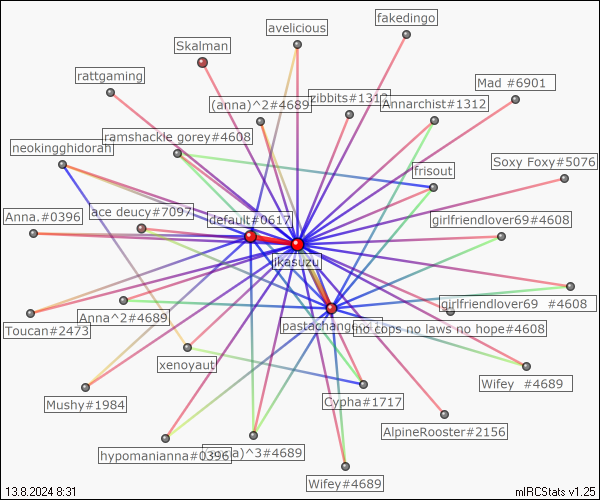 fakedingo
avelicious
Skalman
rattgaming
Mad #6901
(anna)^2#4689
zibbits#1312
Annarchist#1312
ramshackle gorey#4608
neokingghidorah
Soxy Foxy#5076
frisout
ace deucy#7097
Anna.#0396
default#0617
girlfriendlover69#4608
jkasuzu
girlfriendlover69 #4608
Anna^2#4689
Toucan#2473
no cops no laws no hope#4608
xenoyaut
Wifey #4689
Cypha#1717
Mushy#1984
AlpineRooster#2156
hypomanianna#0396
)^3#4689
Wifey#4689
13.8.2024 8:31
mIRCStats v1.25